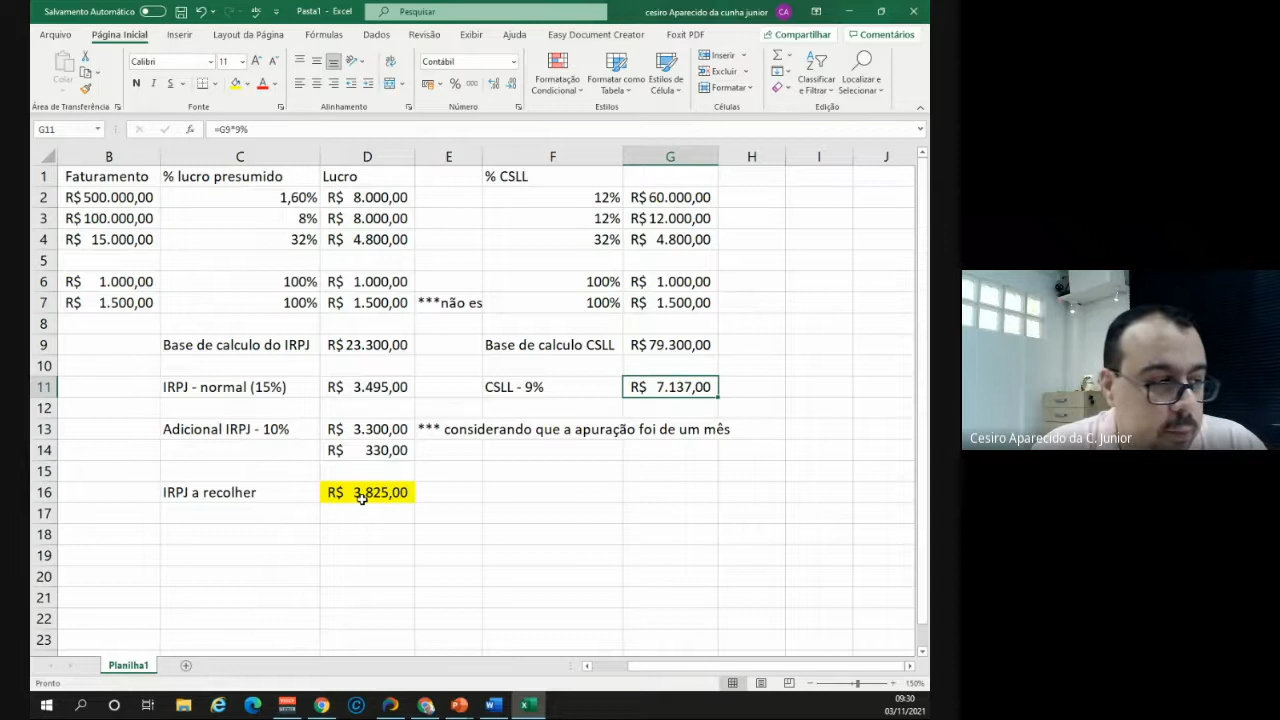 Salvamento Automático
Pasta1 - Excel
Pesquisar
cesiro Aparecido da cunha junior
CA
Arquivo Página Inicial Inserir Layout da Página Fórmulas Dados Revisão Exibir Ajuda Easy Document Creator Foxit PDF Compartilhar Comentários
Colar
Calibri 11
N I S
Contábil
Formatação Condicional
Formatar como Tabela
Estilos de Célula
Inserir
Excluir
Formatar
Classificar e Filtrar
Localizar e Selecionar
Área de Transferência Fonte Alinhamento Número Estilos Células Edição
G11 fx =G9*9%
B C D E F G H I J
1 Faturamento % lucro presumido Lucro % CSLL
2 R$ 500.000,00 1,60% R$ 8.000,00 12% R$ 60.000,00
3 R$ 100.000,00 8% R$ 8.000,00 12% R$ 12.000,00
4 R$ 15.000,00 32% R$ 4.800,00 32% R$ 4.800,00
5
6 R$ 1.000,00 100% R$ 1.000,00 100% R$ 1.000,00
7 R$ 1.500,00 100% R$ 1.500,00 ***não es 100% R$ 1.500,00
8
9 Base de calculo do IRPJ R$ 23.300,00 Base de calculo CSLL R$ 79.300,00
10
11 IRPJ - normal (15%) R$ 3.495,00 CSLL - 9% R$ 7.137,00
12
13 Adicional IRPJ - 10% R$ 3.300,00 *** considerando que a apuração foi de um mês
14 R$ 330,00
15
16 IRPJ a recolher R$ 3.825,00
17
18
19
20
21
22
23
Planilha1
Pronto
150%
09:30
03/11/2021
Cesiro Aparecido da C. Junior